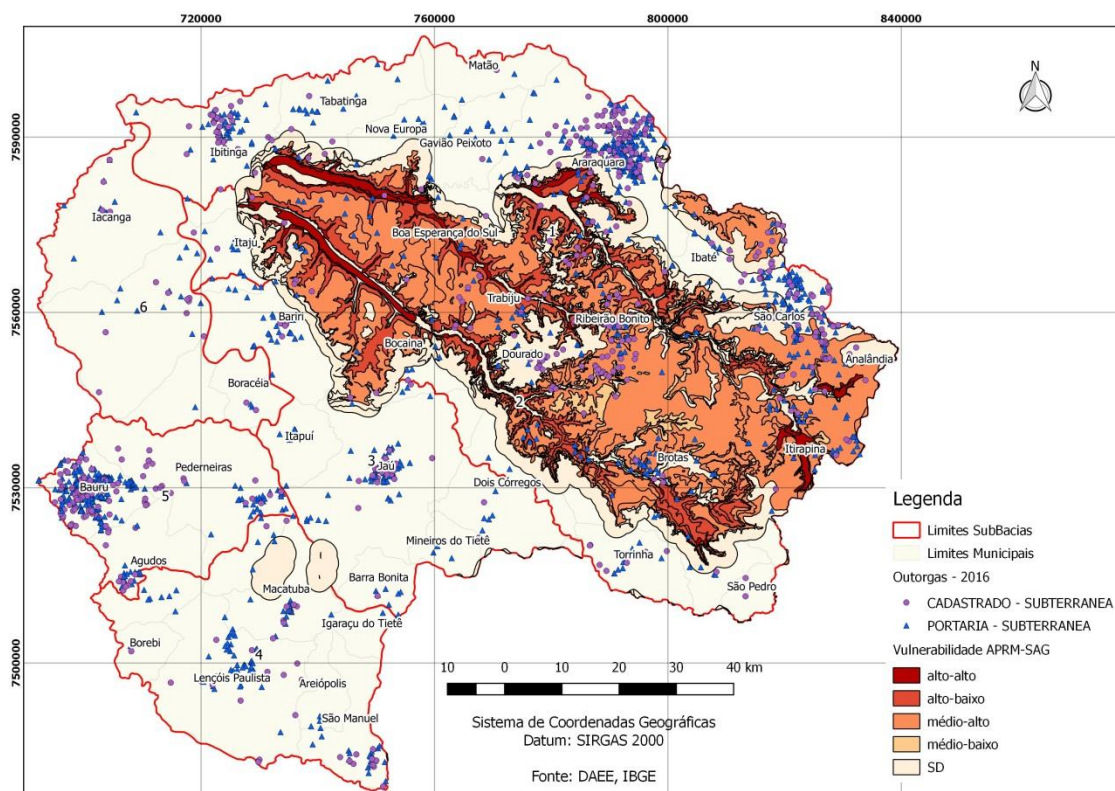 720000
760000
800000
840000
7590000
7560000
7530000
7500000
N
Matão
Tabatinga
Nova Europa
Gavião Peixoto
Ibitinga
Araraquara
Iacanga
Boa Esperança do Sul
1
Itaju
Ibaté
6
Trabiju
Bariri
Ribeirão Bonito
São Carlos
Bocaina
Dourado
Analândia
Boracéia
2
Itapuí
Itirapina
Pederneiras
3
Jaú
Brotas
Bauru
5
Dois Córregos
Mineiros do Tietê
Torrinha
Agudos
Barra Bonita
São Pedro
Macatuba
Igaraçu do Tietê
Borebi
4
Lençóis Paulista
Areiópolis
São Manuel
10 0 10 20 30 40 km
Sistema de Coordenadas Geográficas
Datum: SIRGAS 2000
Fonte: DAEE, IBGE
Legenda
Limites SubBacias
Limites Municipais
Outorgas - 2016
CADASTRADO - SUBTERRANEA
PORTARIA - SUBTERRANEA
Vulnerabilidade APRM-SAG
alto-alto
alto-baixo
médio-alto
médio-baixo
SD